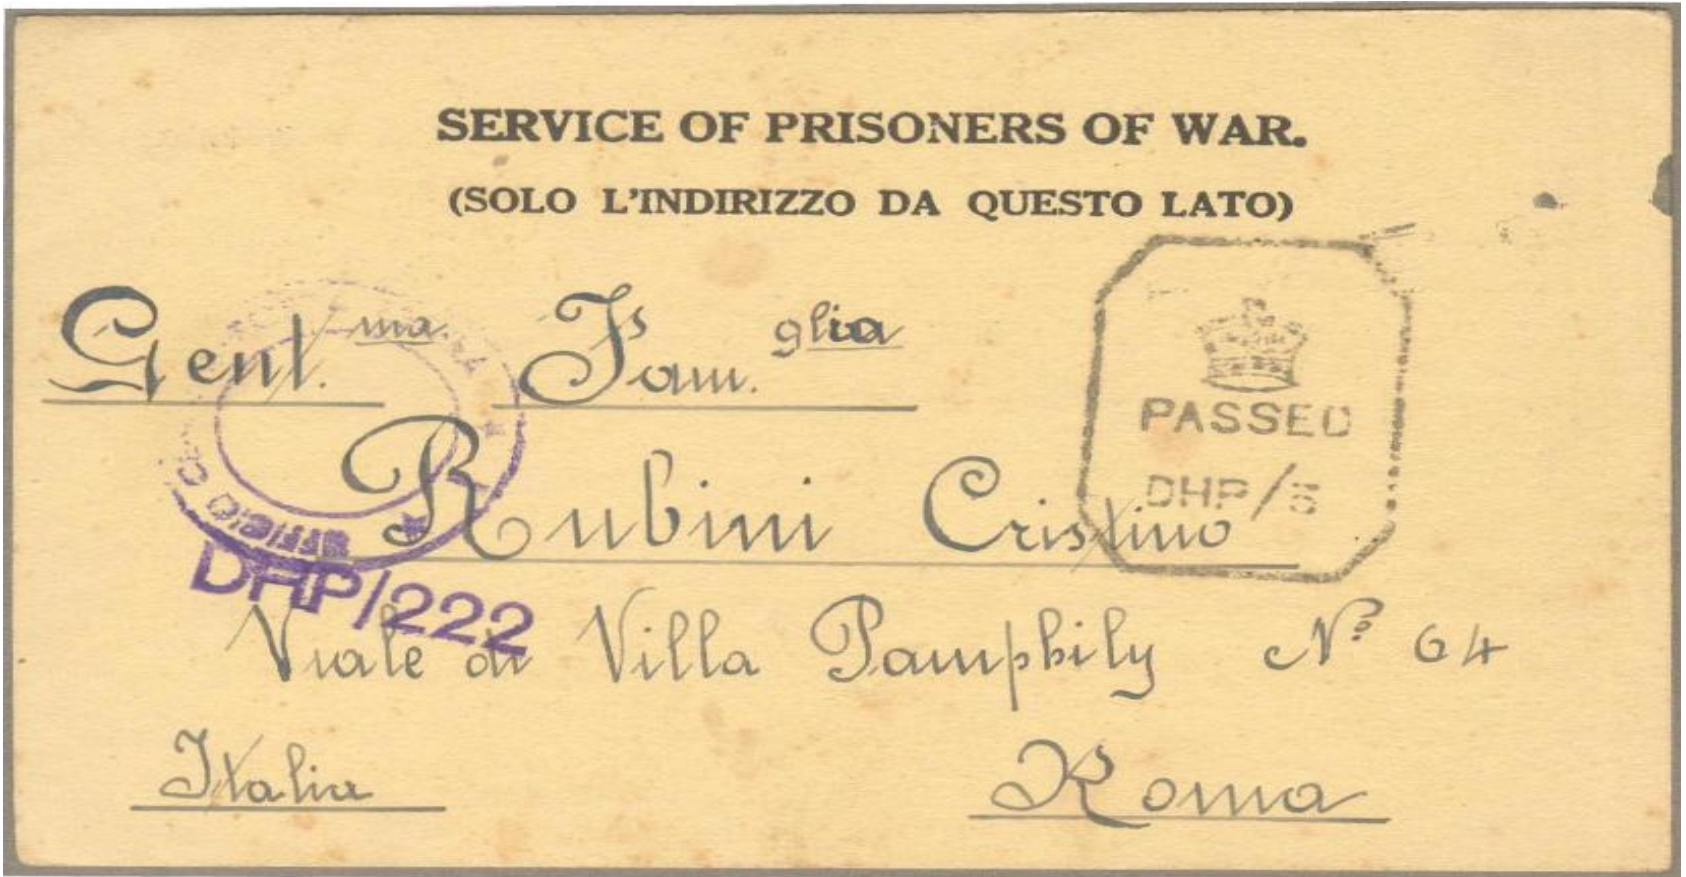 SERVICE OF PRISONERS OF WAR.
(SOLO L'INDIRIZZO DA QUESTO LATO)
Gent.ma Fam.glia
Rubini Cristino
Viale di Villa Pamphily N° 64
Italia Roma
PASSED
DHP/S
UFFICIO
DHP/222